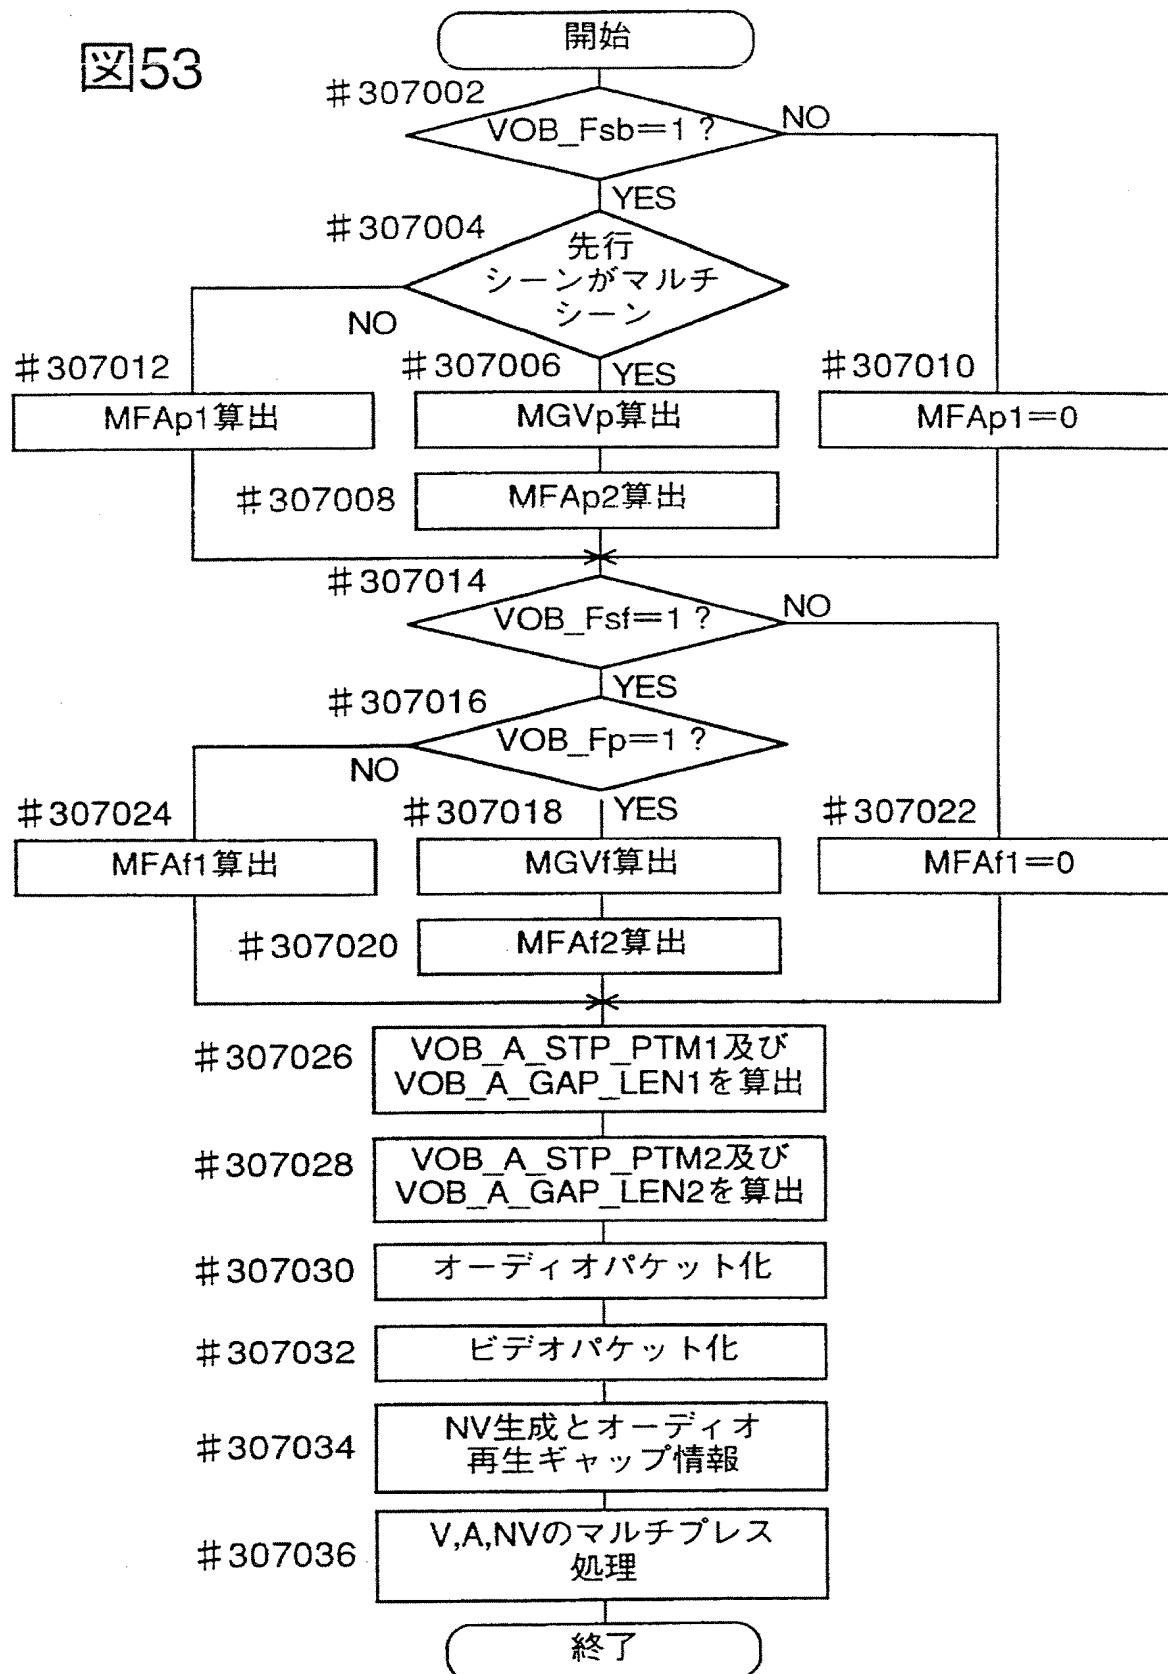 図53
開始
#307002
VOB_Fsb=1?
NO
YES
#307004
先行
シーンがマルチ
シーン
NO
YES
#307012
MFAp1算出
#307006
MGVp算出
#307010
MFAp1=0
#307008
MFAp2算出
#307014
VOB_Fsf=1?
NO
YES
#307016
VOB_Fp=1?
NO
YES
#307024
MFAf1算出
#307018
MGVf算出
#307022
MFAf1=0
#307020
MFAf2算出
#307026
VOB_A_STP_PTM1及び
VOB_A_GAP_LEN1を算出
#307028
VOB_A_STP_PTM2及び
VOB_A_GAP_LEN2を算出
#307030
オーディオパケット化
#307032
ビデオパケット化
#307034
NV生成とオーディオ
再生ギャップ情報
#307036
V,A,NVのマルチプレス
処理
終了